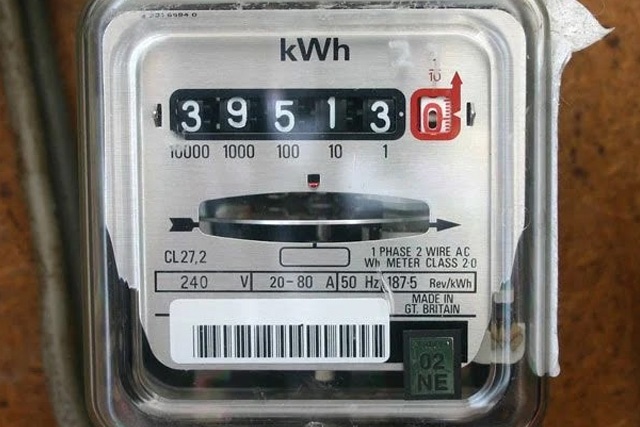 kWh
1
10
3 9 5 1 3 0
10000 1000 100 10 1
CL27,2
1 PHASE 2 WIRE AC
Wh METER CLASS 2·0
240 V 20-80 A 50 Hz 187·5 Rev/kWh
MADE IN
GT. BRITAIN
02
NE